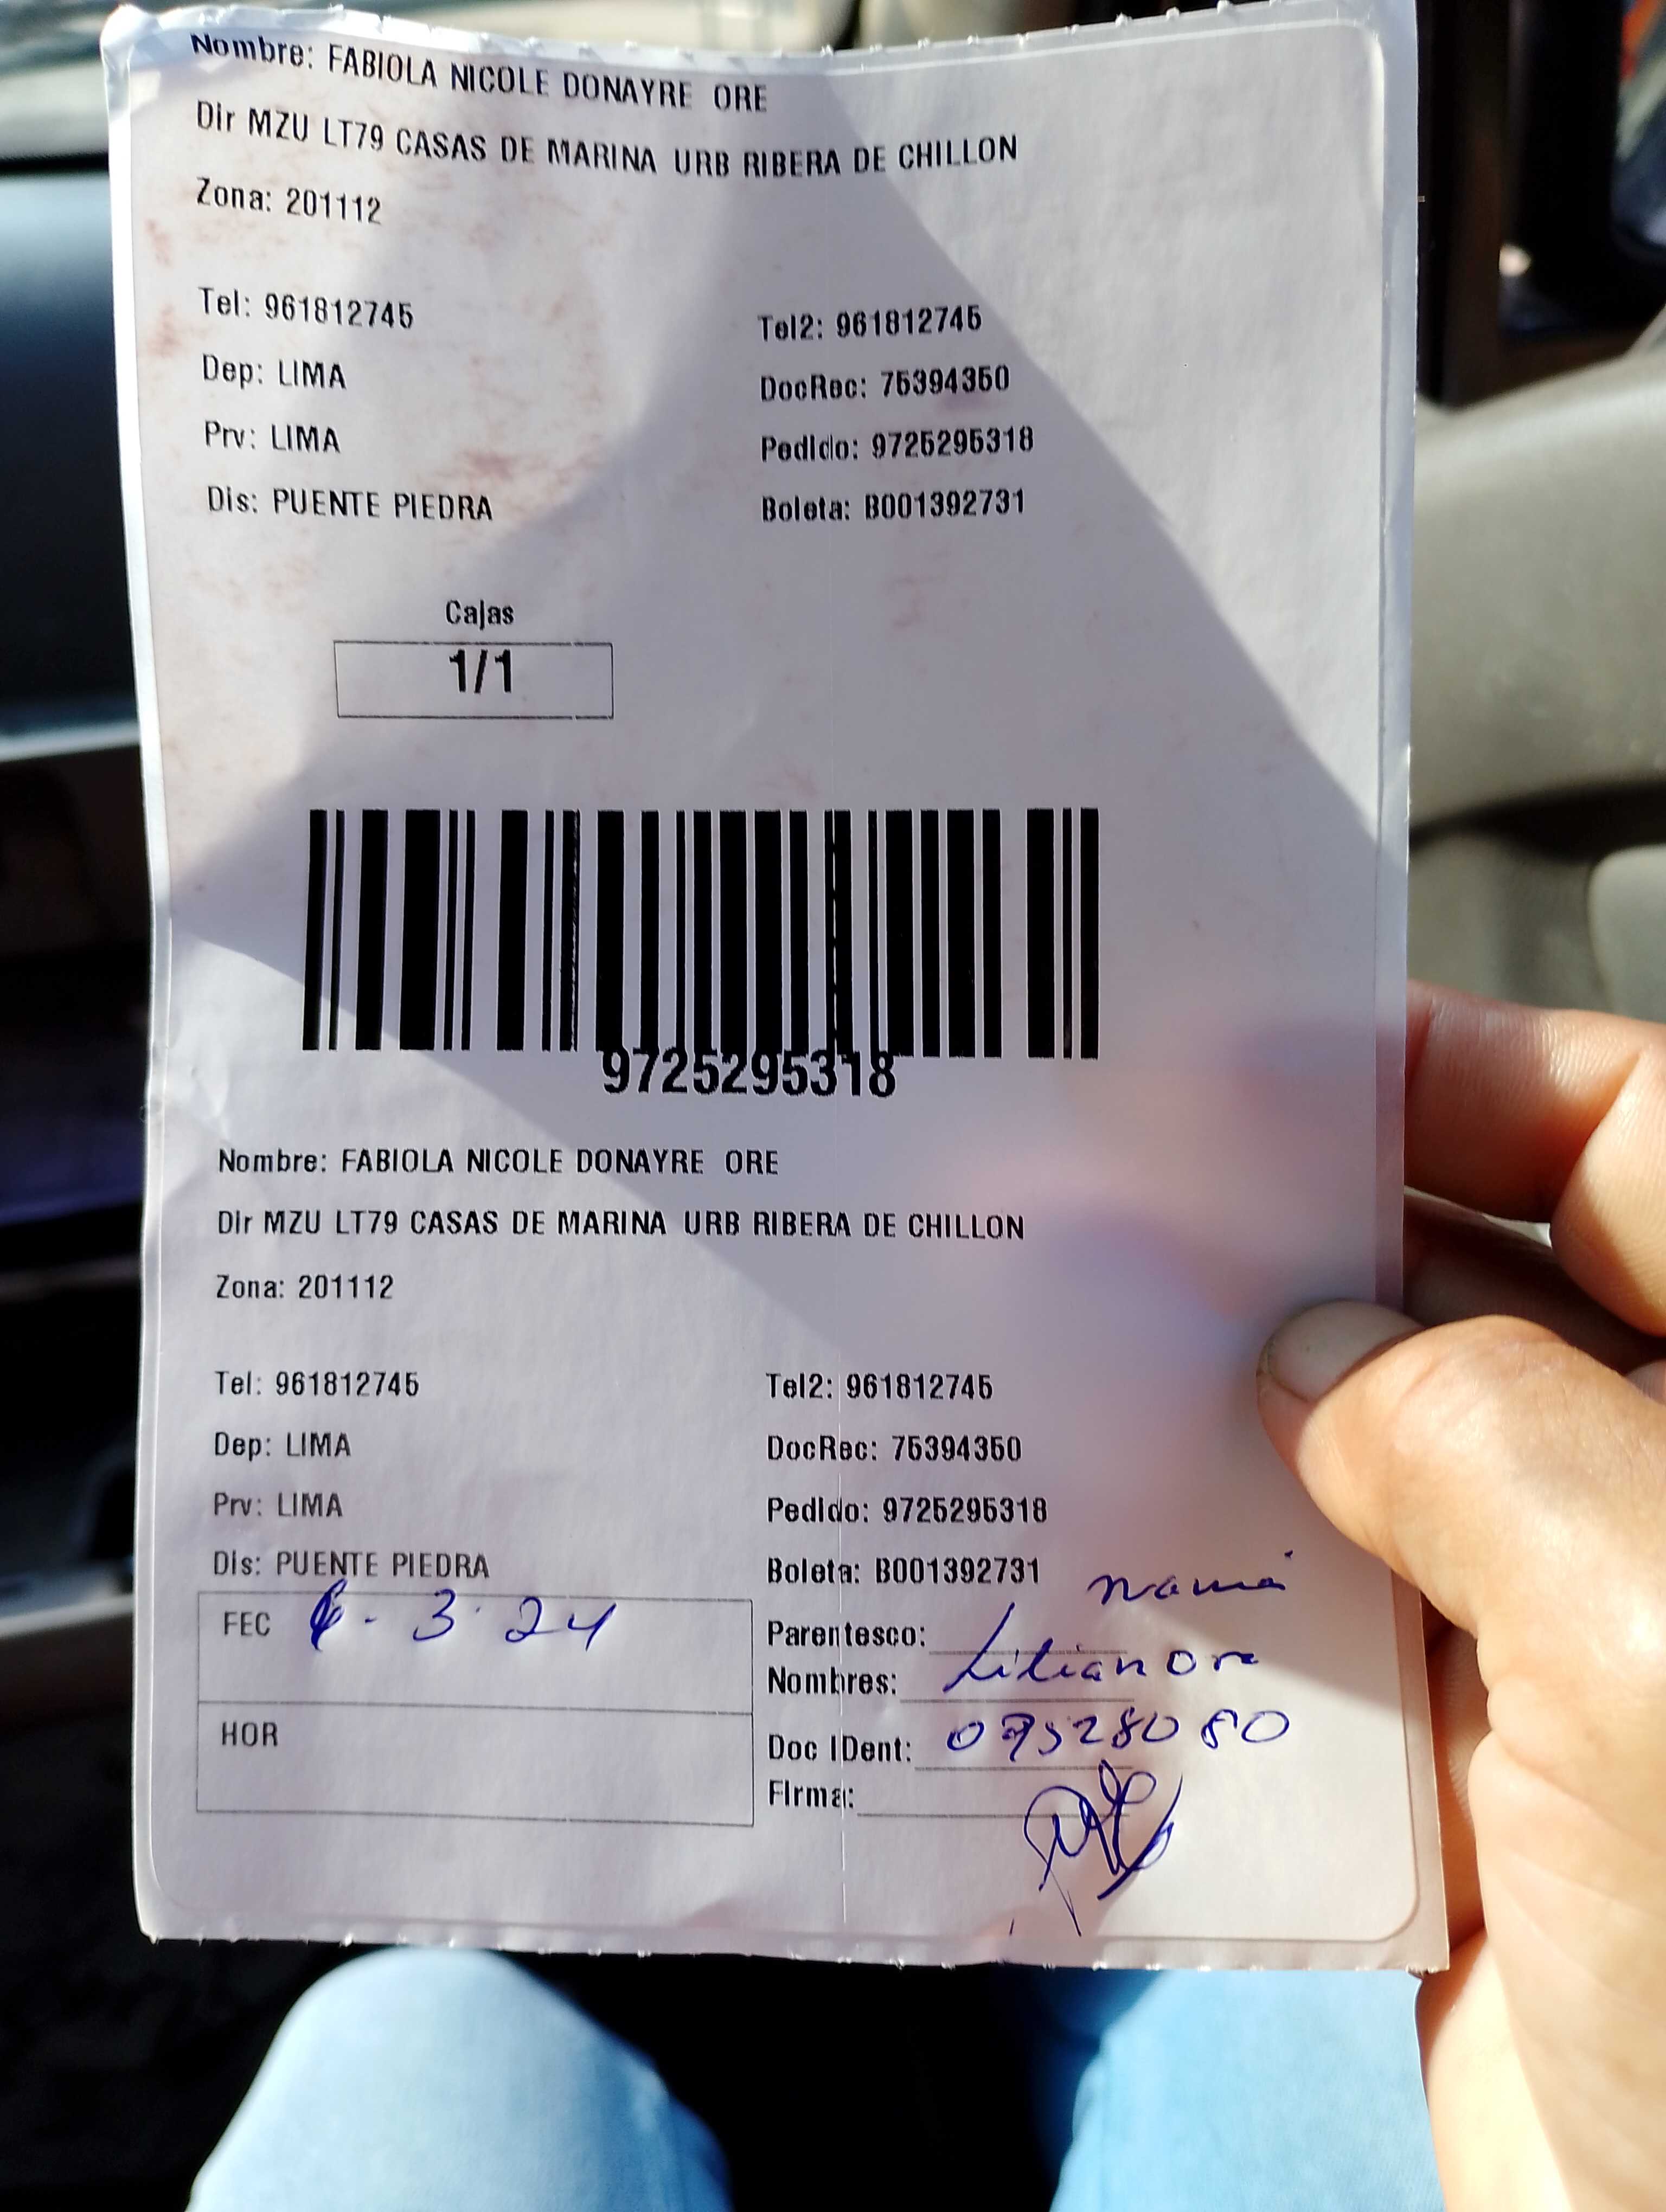 Nombre: FABIOLA NICOLE DONAYRE ORE
Dir MZU LT79 CASAS DE MARINA URB RIBERA DE CHILLON
Zona: 201112
Tel: 961812745 Tel2: 961812745
Dep: LIMA DocRec: 75394350
Prv: LIMA Pedido: 9725295318
Dis: PUENTE PIEDRA Boleta: B001392731
Cajas
1/1
9725295318
Nombre: FABIOLA NICOLE DONAYRE ORE
Dir MZU LT79 CASAS DE MARINA URB RIBERA DE CHILLON
Zona: 201112
Tel: 961812745 Tel2: 961812745
Dep: LIMA DocRec: 75394350
Prv: LIMA Pedido: 9725295318
Dis: PUENTE PIEDRA Boleta: B001392731
FEC 3 24 Parentesco: mamá
Nombres: Lilian Ore
HOR Doc IDent:
Firma: